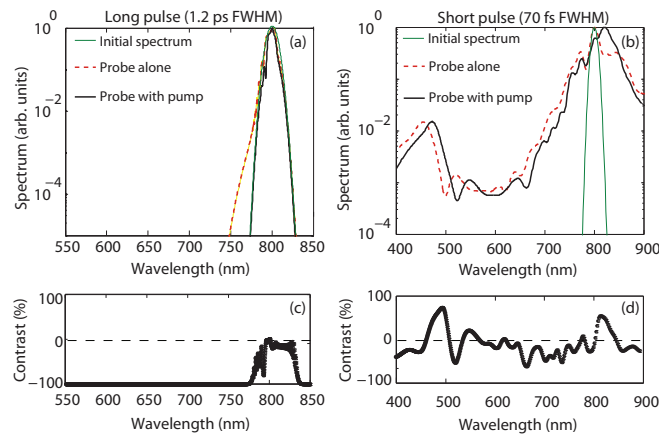 Long pulse (1.2 ps FWHM)
10⁰
(a)
Initial spectrum
Probe alone
Probe with pump
10⁻²
10⁻⁴
Spectrum (arb. units)
550 600 650 700 750 800 850
Wavelength (nm)
Short pulse (70 fs FWHM)
10⁰
(b)
Initial spectrum
Probe alone
Probe with pump
10⁻²
10⁻⁴
Spectrum (arb. units)
400 500 600 700 800 900
Wavelength (nm)
100
(c)
0
−100
Contrast (%)
550 600 650 700 750 800 850
Wavelength (nm)
100
(d)
0
−100
Contrast (%)
400 500 600 700 800 900
Wavelength (nm)